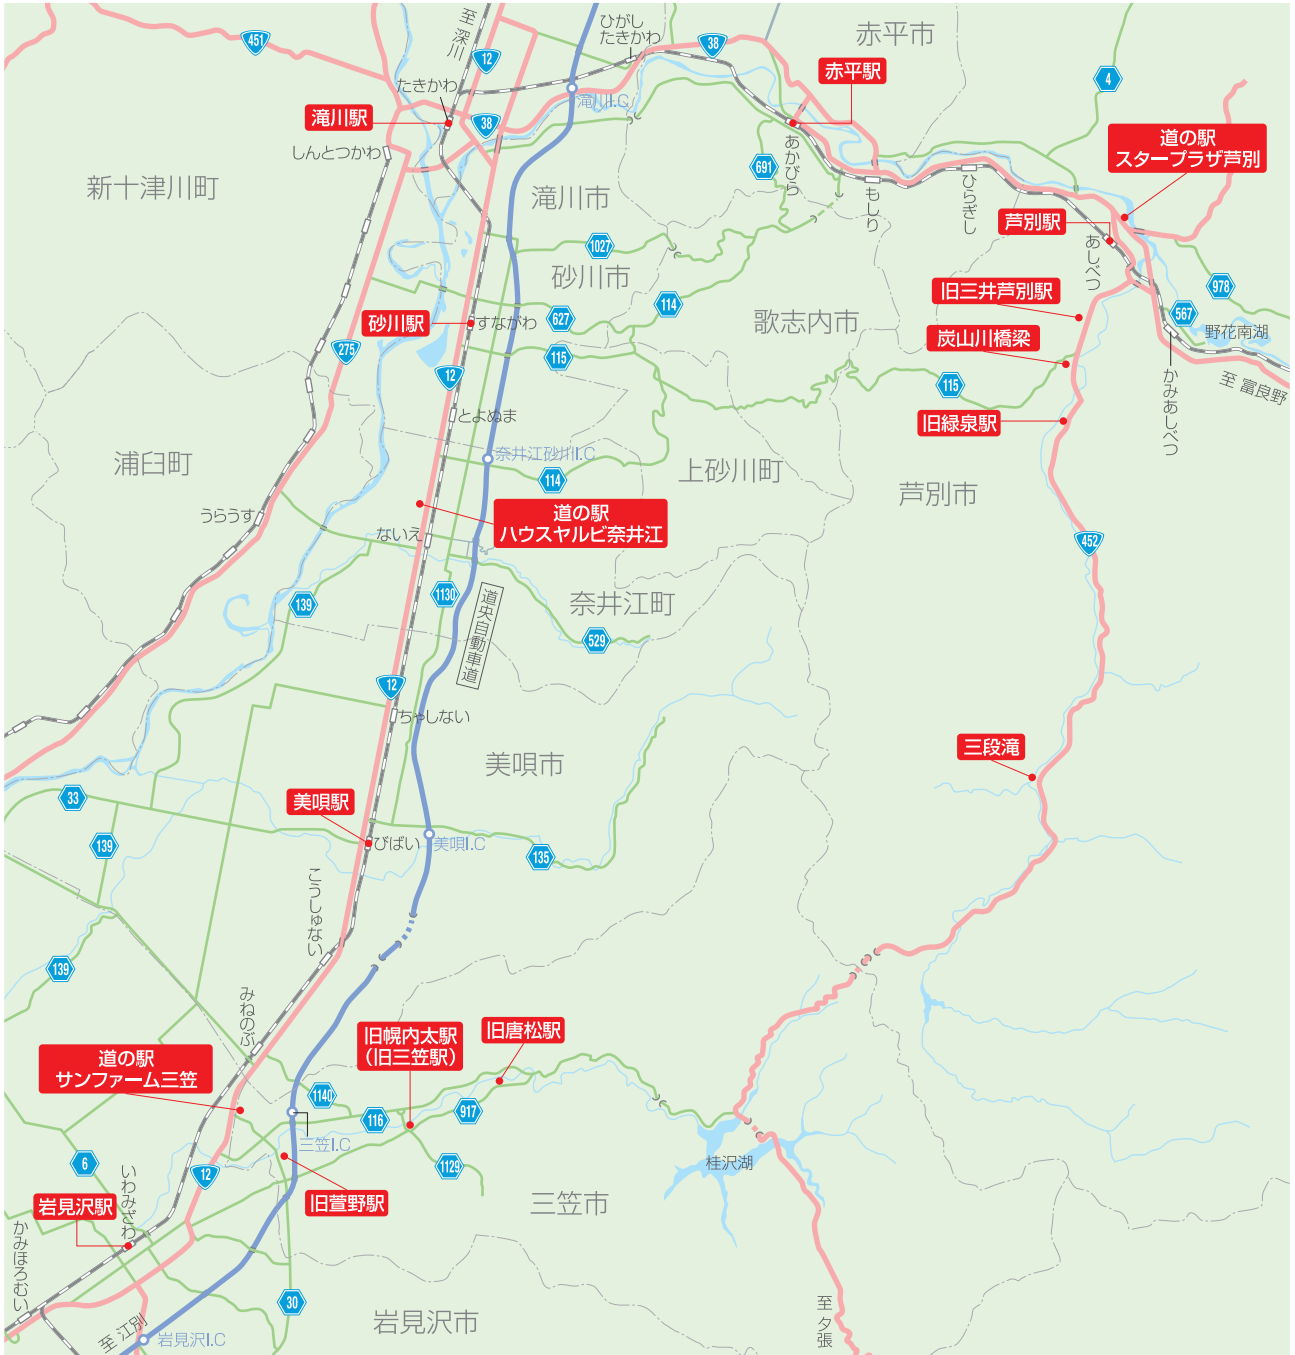 451
至 深川
12
ひがし
たきかわ
38
赤平市
赤平駅
4
たきかわ
滝川駅
38
滝川I.C
道の駅
スタープラザ芦別
しんとつかわ
新十津川町
あかびら
691
もしり
ひらぎし
滝川市
芦別駅
あしべつ
1027
砂川市
978
旧三井芦別駅
114
627
歌志内市
砂川駅
すながわ
567
野花南湖
炭山川橋梁
275
115
12
至 富良野
かみあしべつ
115
とよぬま
旧緑泉駅
浦臼町
奈井江砂川I.C
114
上砂川町
芦別市
うらうす
道の駅
ハウスヤルビ奈井江
ないえ
452
139
1130
道央自動車道
奈井江町
529
12
ちゃしない
美唄市
三段滝
33
美唄駅
びばい
美唄I.C
139
135
こうしゅない
139
みねのぶ
旧幌内太駅
(旧三笠駅)
旧唐松駅
道の駅
サンファーム三笠
1140
116
917
三笠I.C
6
12
1129
桂沢湖
いわみざわ
岩見沢駅
旧萱野駅
三笠市
かみほろむい
30
至 江別
岩見沢I.C
岩見沢市
至 夕張